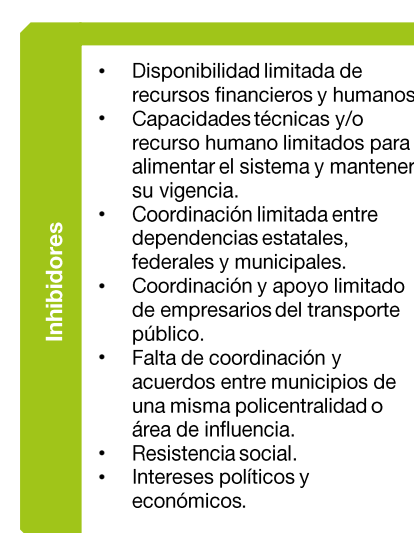 Inhibidores
• Disponibilidad limitada de
recursos financieros y humanos
• Capacidades técnicas y/o
recurso humano limitados para
alimentar el sistema y mantener
su vigencia.
• Coordinación limitada entre
dependencias estatales,
federales y municipales.
• Coordinación y apoyo limitado
de empresarios del transporte
público.
• Falta de coordinación y
acuerdos entre municipios de
una misma policentralidad o
área de influencia.
• Resistencia social.
• Intereses políticos y
económicos.